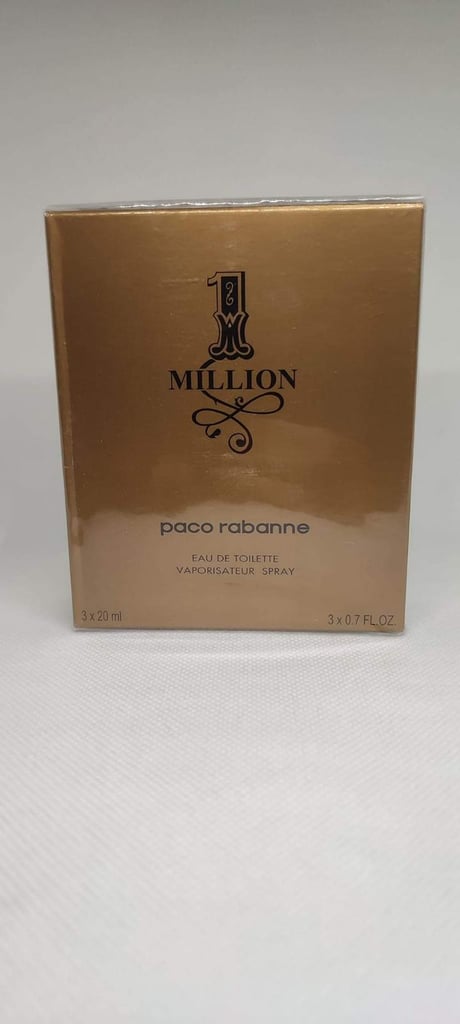 1
MILLION
paco rabanne
EAU DE TOILETTE
VAPORISATEUR SPRAY
3 x 20 ml
3 x 0.7 FL.OZ.